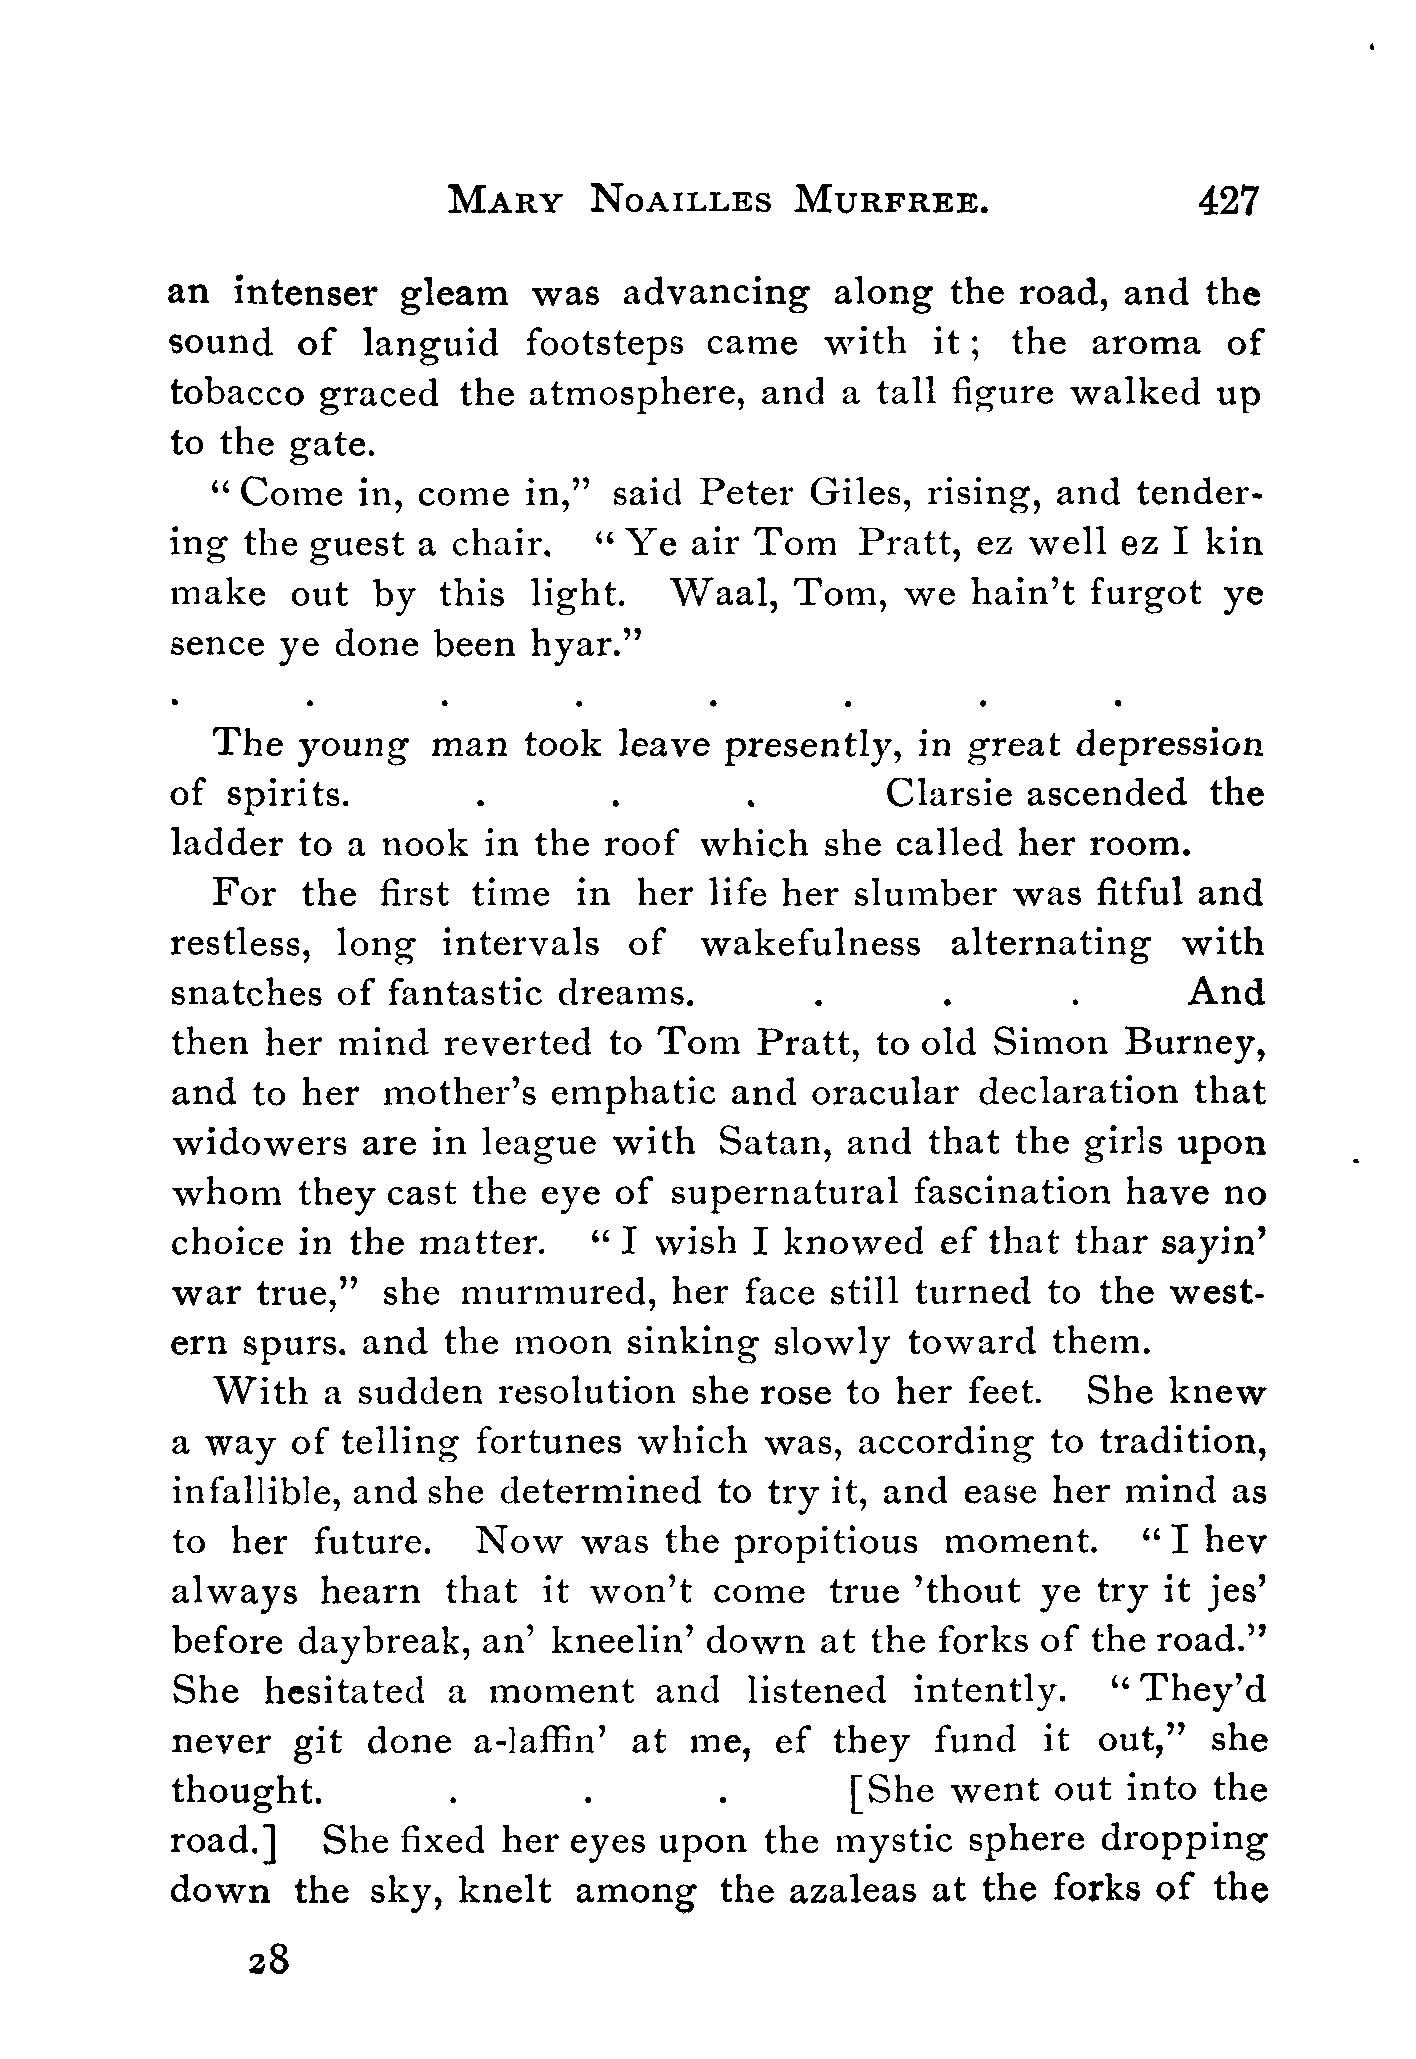 MARY NOAILLES MURFREE. 427
an intenser gleam was advancing along the road, and the
sound of languid footsteps came with it; the aroma of
tobacco graced the atmosphere, and a tall figure walked up
to the gate.
“Come in, come in,” said Peter Giles, rising, and tender-
ing the guest a chair. “Ye air Tom Pratt, ez well ez I kin
make out by this light. Waal, Tom, we hain’t furgot ye
sence ye done been hyar.”
. . . . . . . .
The young man took leave presently, in great depression
of spirits. . . . Clarsie ascended the
ladder to a nook in the roof which she called her room.
For the first time in her life her slumber was fitful and
restless, long intervals of wakefulness alternating with
snatches of fantastic dreams. . . . And
then her mind reverted to Tom Pratt, to old Simon Burney,
and to her mother’s emphatic and oracular declaration that
widowers are in league with Satan, and that the girls upon
whom they cast the eye of supernatural fascination have no
choice in the matter. “I wish I knowed ef that thar sayin’
war true,” she murmured, her face still turned to the west-
ern spurs. and the moon sinking slowly toward them.
With a sudden resolution she rose to her feet. She knew
a way of telling fortunes which was, according to tradition,
infallible, and she determined to try it, and ease her mind as
to her future. Now was the propitious moment. “I hev
always hearn that it won’t come true ’thout ye try it jes’
before daybreak, an’ kneelin’ down at the forks of the road.”
She hesitated a moment and listened intently. “They’d
never git done a-laffin’ at me, ef they fund it out,” she
thought. . . . [She went out into the
road.] She fixed her eyes upon the mystic sphere dropping
down the sky, knelt among the azaleas at the forks of the
28